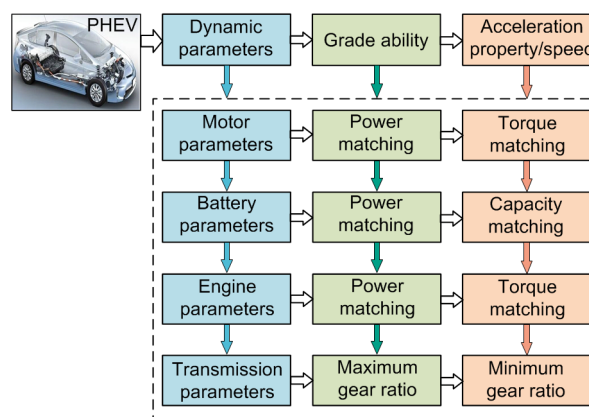 PHEV
Dynamic
parameters
Grade ability
Acceleration
property/speed
Motor
parameters
Power
matching
Torque
matching
Battery
parameters
Power
matching
Capacity
matching
Engine
parameters
Power
matching
Torque
matching
Transmission
parameters
Maximum
gear ratio
Minimum
gear ratio